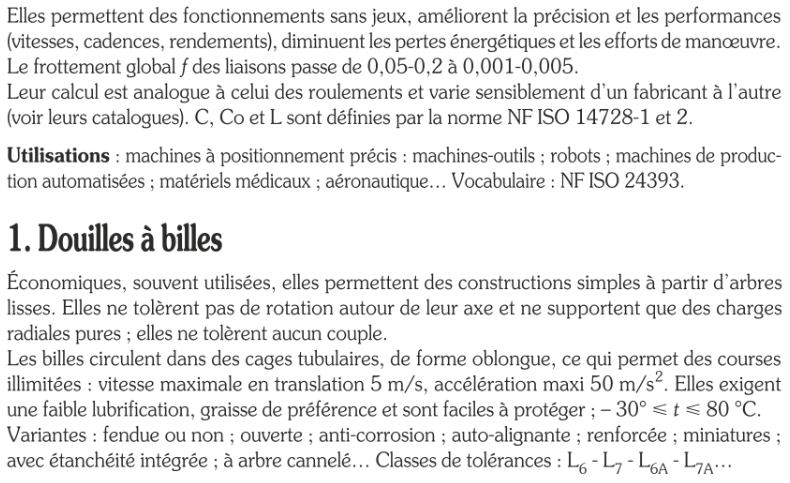 Elles permettent des fonctionnements sans jeux, améliorent la précision et les performances
(vitesses, cadences, rendements), diminuent les pertes énergétiques et les efforts de manœuvre.
Le frottement global f des liaisons passe de 0,05-0,2 à 0,001-0,005.
Leur calcul est analogue à celui des roulements et varie sensiblement d'un fabricant à l'autre
(voir leurs catalogues). C, Co et L sont définies par la norme NF ISO 14728-1 et 2.
Utilisations : machines à positionnement précis : machines-outils ; robots ; machines de produc-
tion automatisées ; matériels médicaux ; aéronautique… Vocabulaire : NF ISO 24393.
1. Douilles à billes
Économiques, souvent utilisées, elles permettent des constructions simples à partir d'arbres
lisses. Elles ne tolèrent pas de rotation autour de leur axe et ne supportent que des charges
radiales pures ; elles ne tolèrent aucun couple.
Les billes circulent dans des cages tubulaires, de forme oblongue, ce qui permet des courses
illimitées : vitesse maximale en translation 5 m/s, accélération maxi 50 m/s². Elles exigent
une faible lubrification, graisse de préférence et sont faciles à protéger ; – 30° ⩽ t ⩽ 80 °C.
Variantes : fendue ou non ; ouverte ; anti-corrosion ; auto-alignante ; renforcée ; miniatures ;
avec étanchéité intégrée ; à arbre cannelé… Classes de tolérances : L6 - L7 - L6A - L7A…